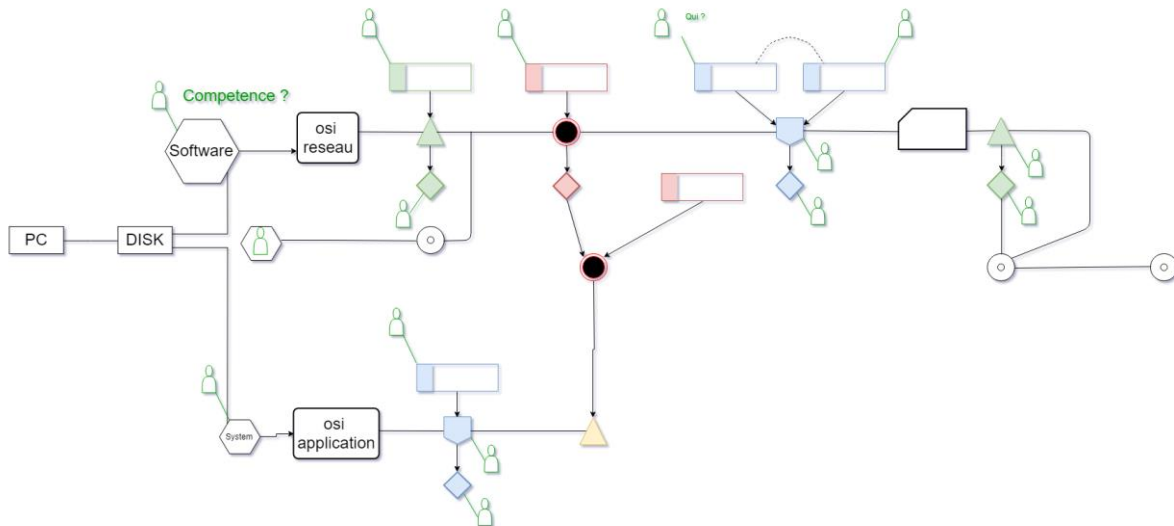 Qui ?
Competence ?
Software
osi
reseau
PC
DISK
System
osi
application